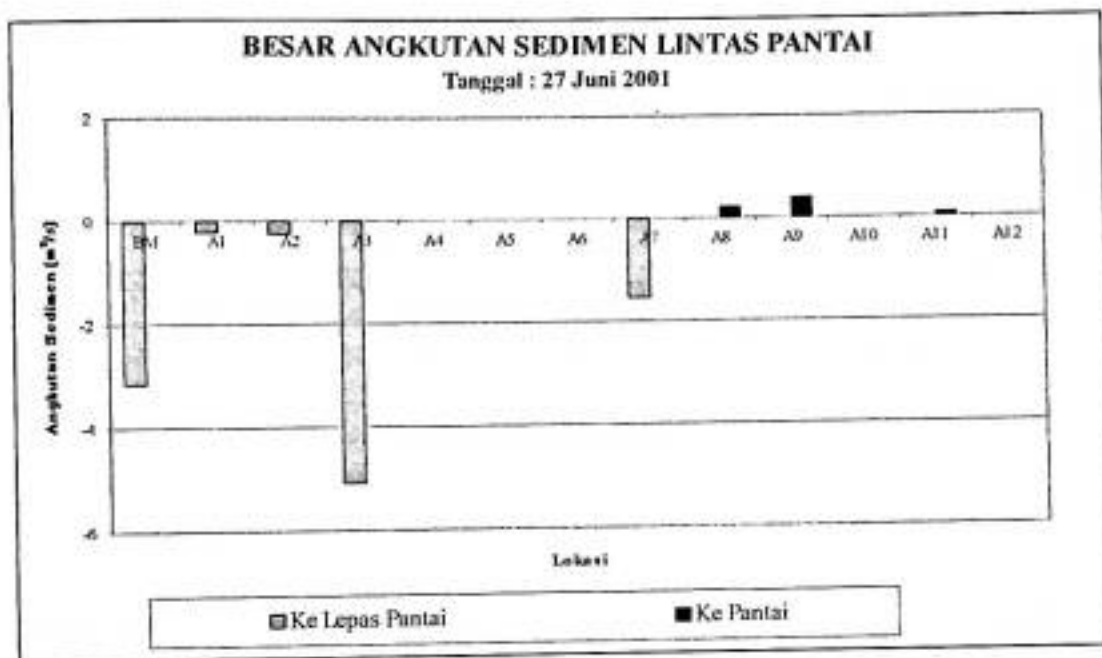 BESAR ANGKUTAN SEDIMEN LINTAS PANTAI
Tanggal : 27 Juni 2001
Angkutan Sedimen (m³/s)
2
0
-2
-4
-6
BM A1 A2 A3 A4 A5 A6 A7 A8 A9 A10 A11 A12
Lokasi
Ke Lepas Pantai Ke Pantai